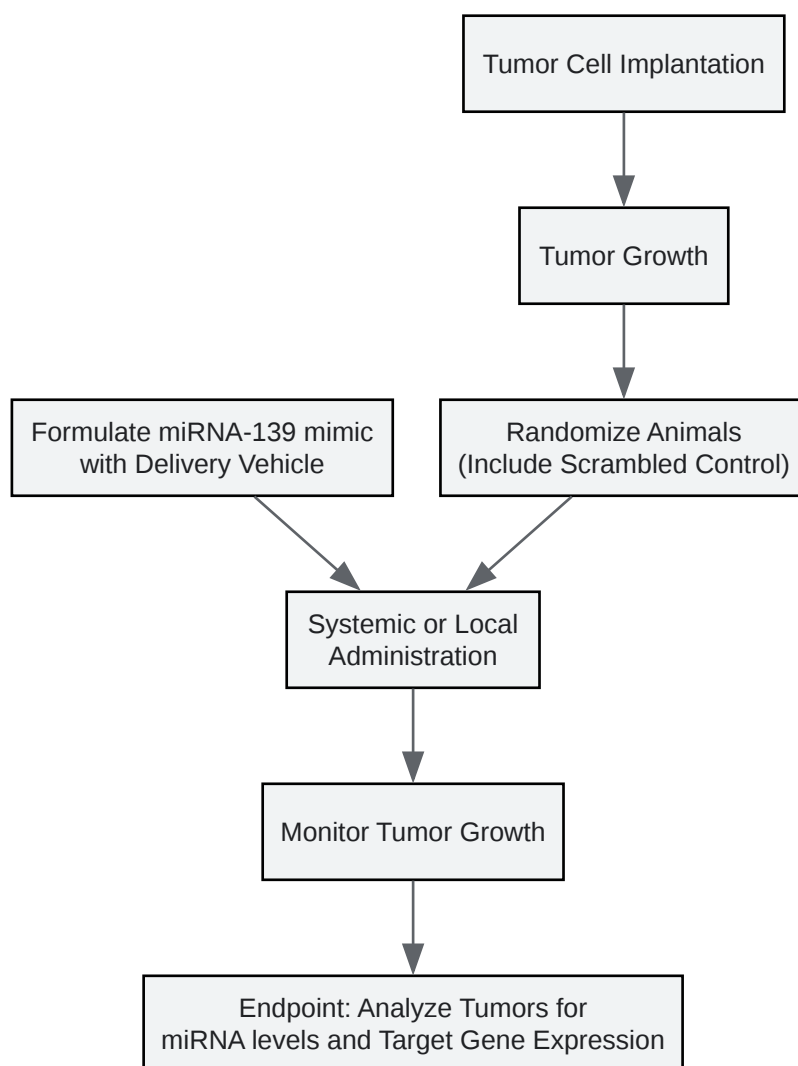 Tumor Cell Implantation
Tumor Growth
Formulate miRNA-139 mimic
with Delivery Vehicle
Randomize Animals
(Include Scrambled Control)
Systemic or Local
Administration
Monitor Tumor Growth
Endpoint: Analyze Tumors for
miRNA levels and Target Gene Expression